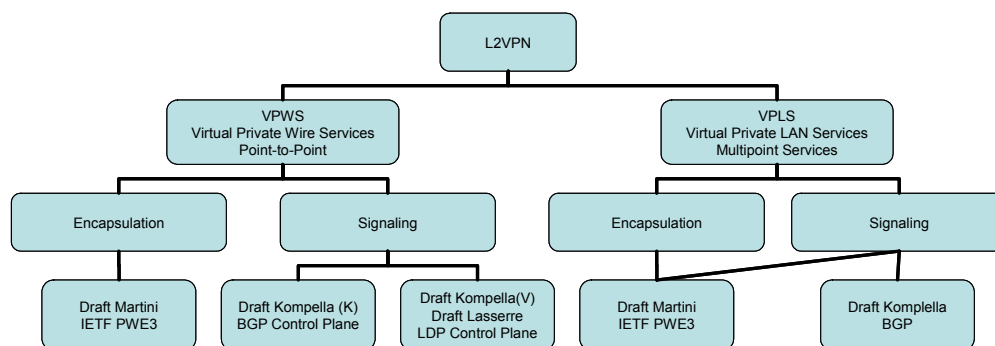 L2VPN
VPWS
Virtual Private Wire Services
Point-to-Point
VPLS
Virtual Private LAN Services
Multipoint Services
Encapsulation
Signaling
Encapsulation
Signaling
Draft Martini
IETF PWE3
Draft Kompella (K)
BGP Control Plane
Draft Kompella(V)
Draft Lasserre
LDP Control Plane
Draft Martini
IETF PWE3
Draft Komplella
BGP